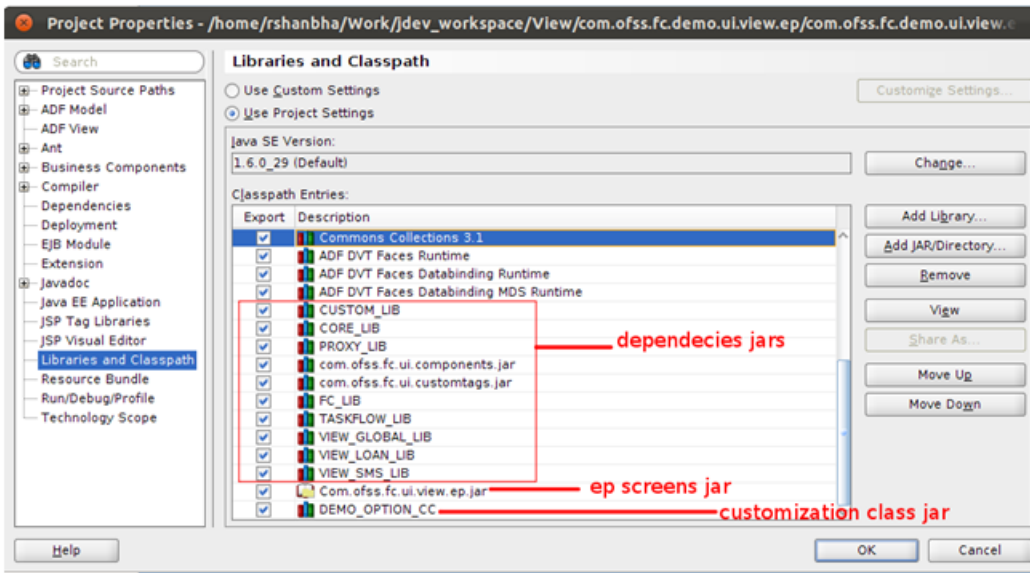 Project Properties - /home/rshanbha/Work/jdev_workspace/View/com.ofss.fc.demo.ui.view.ep/com.ofss.fc.demo.ui.view.e
Search
Project Source Paths
ADF Model
ADF View
Ant
Business Components
Compiler
Dependencies
Deployment
EJB Module
Extension
Javadoc
Java EE Application
JSP Tag Libraries
JSP Visual Editor
Libraries and Classpath
Resource Bundle
Run/Debug/Profile
Technology Scope
Libraries and Classpath
Use Custom Settings
Customize Settings...
Use Project Settings
Java SE Version:
1.6.0_29 (Default)
Change...
Classpath Entries:
Export Description
Commons Collections 3.1
ADF DVT Faces Runtime
ADF DVT Faces Databinding Runtime
ADF DVT Faces Databinding MDS Runtime
CUSTOM_LIB
CORE_LIB
PROXY_LIB
com.ofss.fc.ui.components.jar
com.ofss.fc.ui.customtags.jar
FC_LIB
TASKFLOW_LIB
VIEW_GLOBAL_LIB
VIEW_LOAN_LIB
VIEW_SMS_LIB
Com.ofss.fc.ui.view.ep.jar
DEMO_OPTION_CC
dependecies jars
ep screens jar
customization class jar
Add Library...
Add JAR/Directory...
Remove
View
Share As...
Move Up
Move Down
Help
OK
Cancel